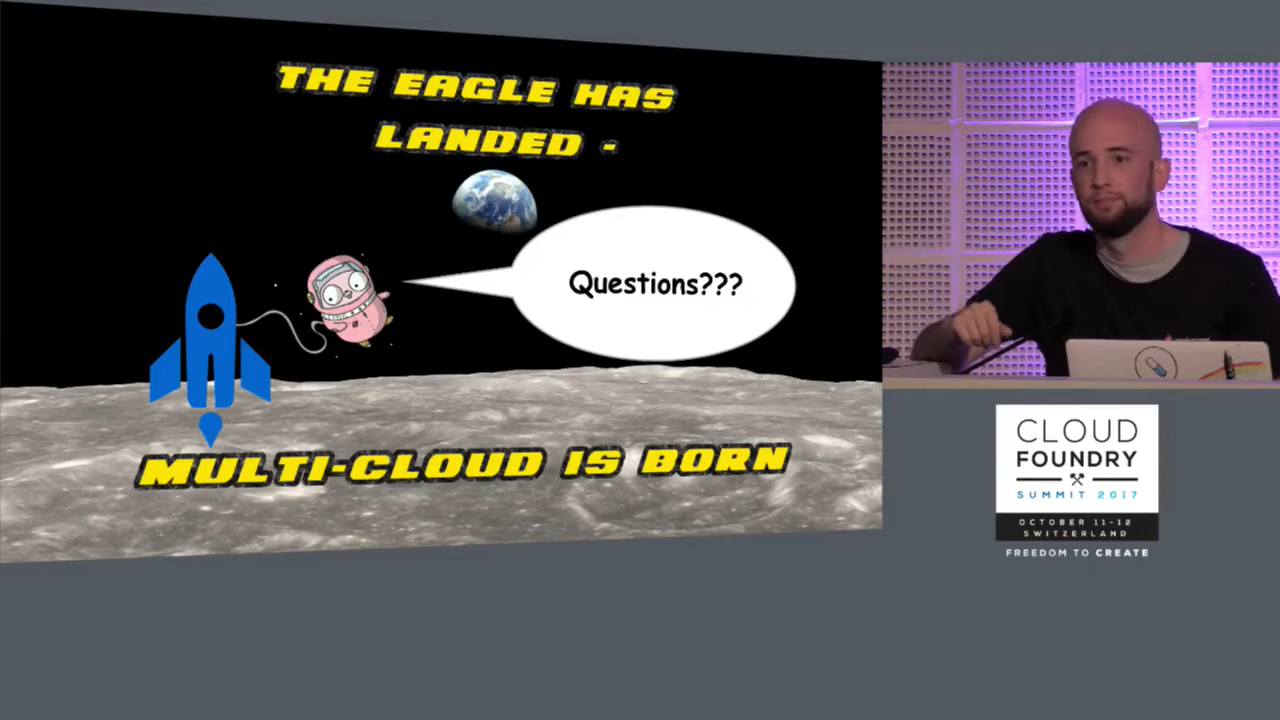 THE EAGLE HAS
LANDED -
Questions???
MULTI-CLOUD IS BORN
CLOUD
FOUNDRY
SUMMIT 2017
OCTOBER 11-12
SWITZERLAND
FREEDOM TO CREATE